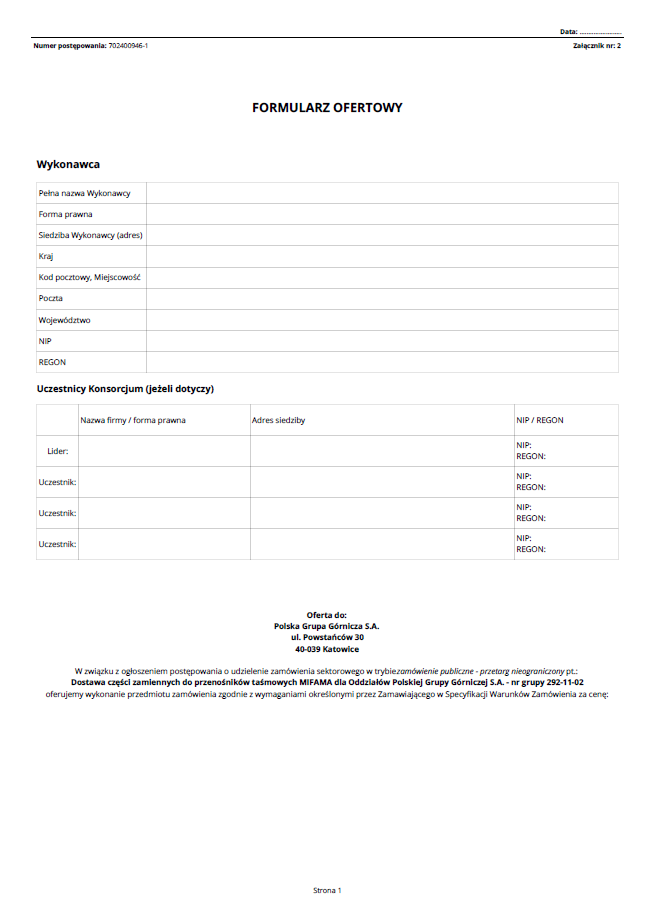 Data: ......................
Numer postępowania: 702400946-1 Załącznik nr: 2
FORMULARZ OFERTOWY
Wykonawca
Pełna nazwa Wykonawcy
Forma prawna
Siedziba Wykonawcy (adres)
Kraj
Kod pocztowy, Miejscowość
Poczta
Województwo
NIP
REGON
Uczestnicy Konsorcjum (jeżeli dotyczy)
Nazwa firmy / forma prawna Adres siedziby NIP / REGON
Lider: NIP:
REGON:
Uczestnik: NIP:
REGON:
Uczestnik: NIP:
REGON:
Uczestnik: NIP:
REGON:
Oferta do:
Polska Grupa Górnicza S.A.
ul. Powstańców 30
40-039 Katowice
W związku z ogłoszeniem postępowania o udzielenie zamówienia sektorowego w trybiezamówienie publiczne - przetarg nieograniczony pt.:
Dostawa części zamiennych do przenośników taśmowych MIFAMA dla Oddziałów Polskiej Grupy Górniczej S.A. - nr grupy 292-11-02
oferujemy wykonanie przedmiotu zamówienia zgodnie z wymaganiami określonymi przez Zamawiającego w Specyfikacji Warunków Zamówienia za cenę:
Strona 1